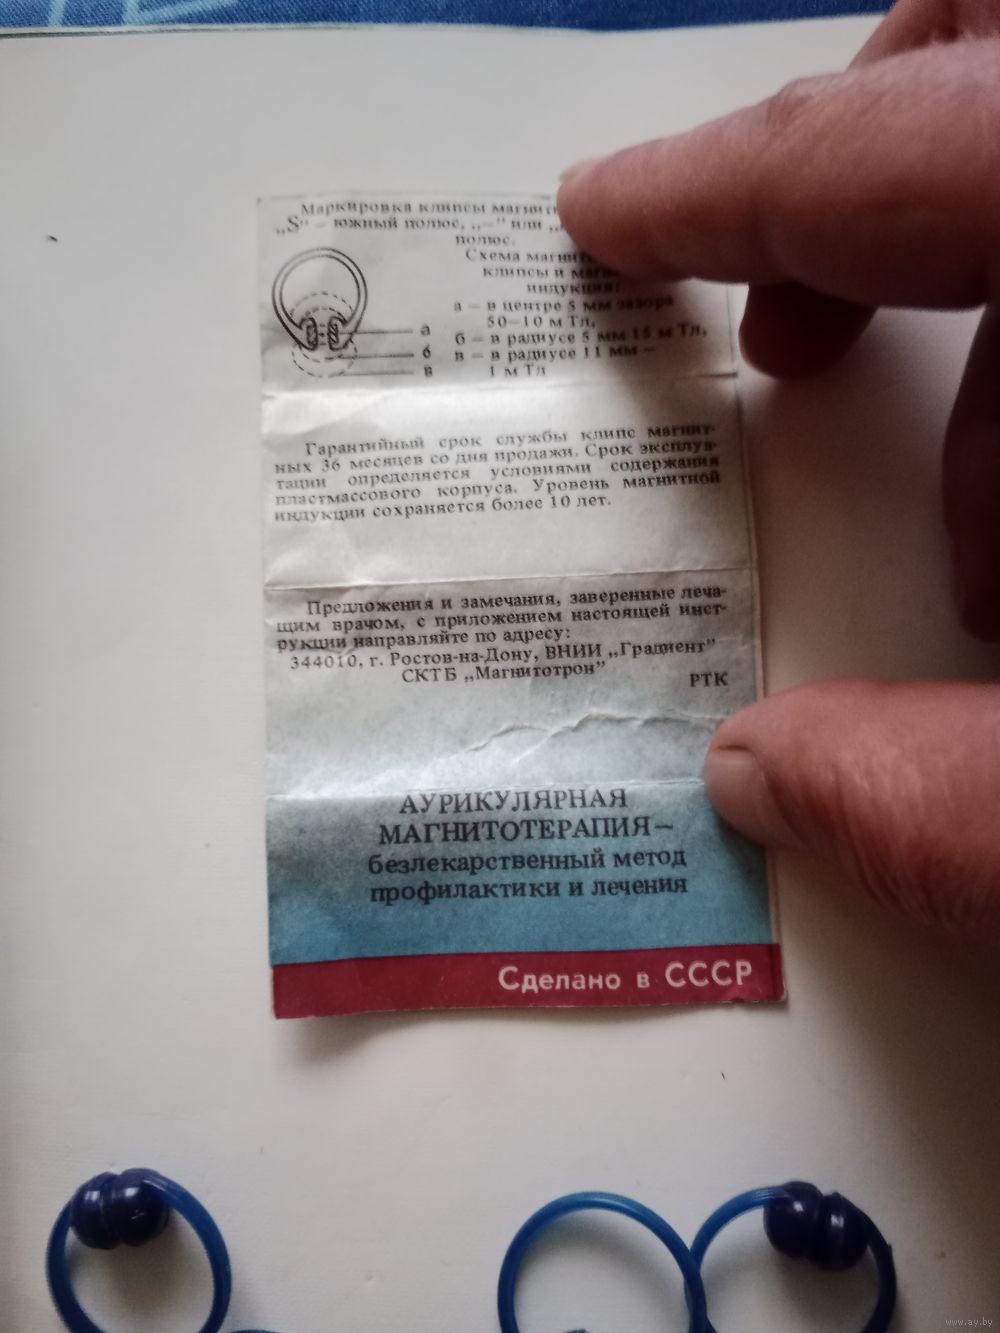 Маркировка клипсы
„S" – южный полюс, „–" или
полюс.
Схема
клипсы и
индукция:
а – в центре 5 мм зазора
50–10 м Тл,
б – в радиусе 5 мм 15 м Тл,
в – в радиусе 11 мм –
1 м Тл
а
б
в
Гарантийный срок службы клипс магнит-
ных 36 месяцев со дня продажи. Срок эксплуа-
тации определяется условиями содержания
пластмассового корпуса. Уровень магнитной
индукции сохраняется более 10 лет.
Предложения и замечания, заверенные леча-
щим врачом, с приложением настоящей инст-
рукции направляйте по адресу:
344010, г. Ростов-на-Дону, ВНИИ „Градиент"
СКТБ „Магнитотрон"
РТК
АУРИКУЛЯРНАЯ
МАГНИТОТЕРАПИЯ–
безлекарственный метод
профилактики и лечения
Сделано в СССР
www.ay.by